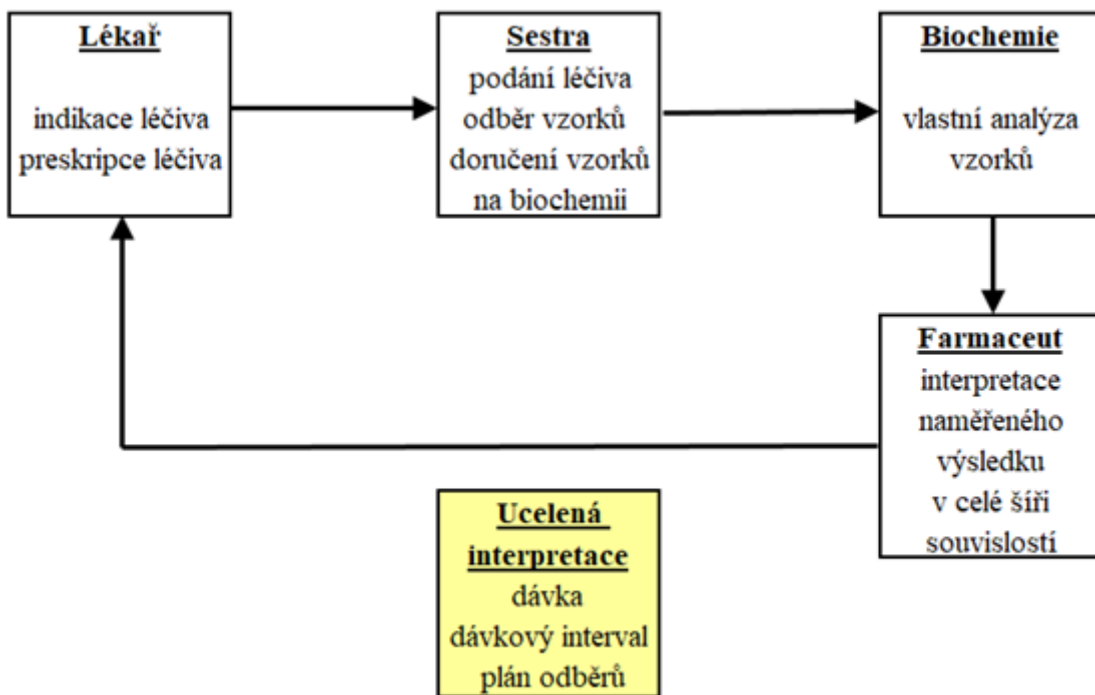 Lékař
indikace léčiva
preskripce léčiva
Sestra
podání léčiva
odběr vzorků
doručení vzorků
na biochemii
Biochemie
vlastní analýza
vzorků
Farmaceut
interpretace
naměřeného
výsledku
v celé šíři
souvislostí
Ucelená
interpretace
dávka
dávkový interval
plán odběrů